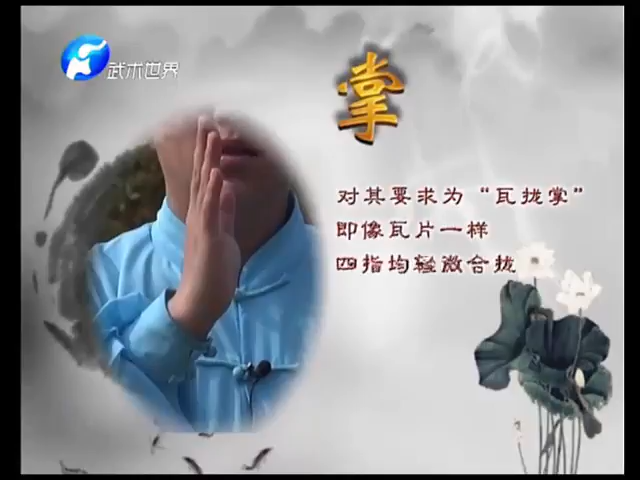 武术世界
掌
对其要求为“瓦拢掌”
即像瓦片一样
四指均轻微合拢